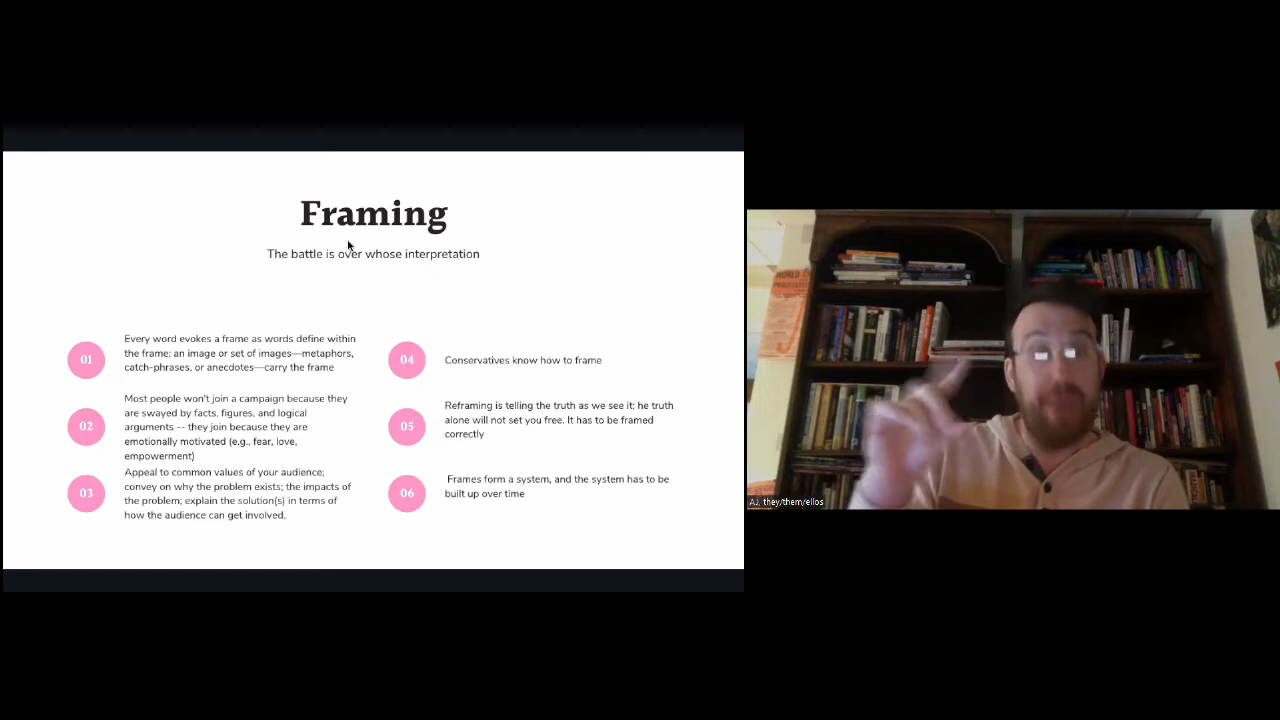 Framing
The battle is over whose interpretation
01
Every word evokes a frame as words define within
the frame; an image or set of images—metaphors,
catch-phrases, or anecdotes—carry the frame
02
Most people won't join a campaign because they
are swayed by facts, figures, and logical
arguments -- they join because they are
emotionally motivated (e.g., fear, love,
empowerment)
03
Appeal to common values of your audience;
convey on why the problem exists; the impacts of
the problem; explain the solution(s) in terms of
how the audience can get involved.
04
Conservatives know how to frame
05
Reframing is telling the truth as we see it; he truth
alone will not set you free. It has to be framed
correctly
06
Frames form a system, and the system has to be
built up over time
WORLD
AJ, they/them/ellos